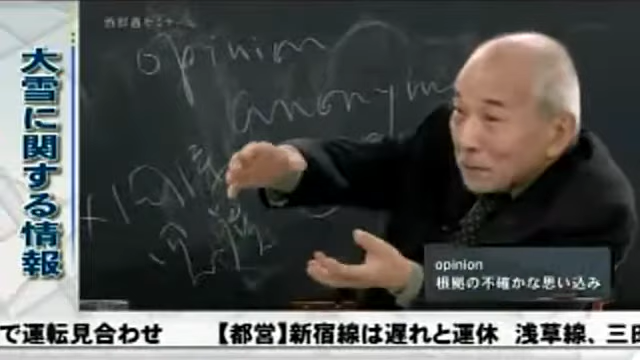 西部邁ゼミナール
大雪に関する情報
opinion
anonym
opinion
根拠の不確かな思い込み
で運転見合わせ 【都営】新宿線は遅れと運休 浅草線、三田